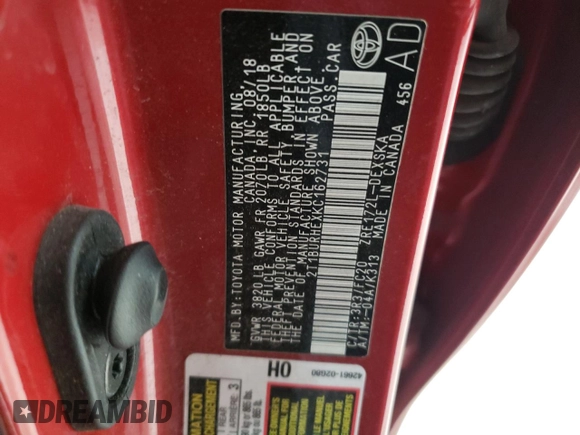 MFD.BY:TOYOTA MOTOR MANUFACTURING
CANADA, INC. 08/18
GVWR 3820LB GAWR FR 2070LB RR 1850LB
THIS VEHICLE CONFORMS TO ALL APPLICABLE
FEDERAL MOTOR VEHICLE SAFETY, BUMPER, AND
THEFT PREVENTION STANDARDS IN EFFECT ON
THE DATE OF MANUFACTURE SHOWN ABOVE.
2T1BURHEXKC162731 PASS.CAR
C/TR:3R3/FC20 ZRE172L-DEXSKA
A/TM:-04A/K313 MADE IN CANADA
456
AD
OH
42661-02G80
3
DREAMBID